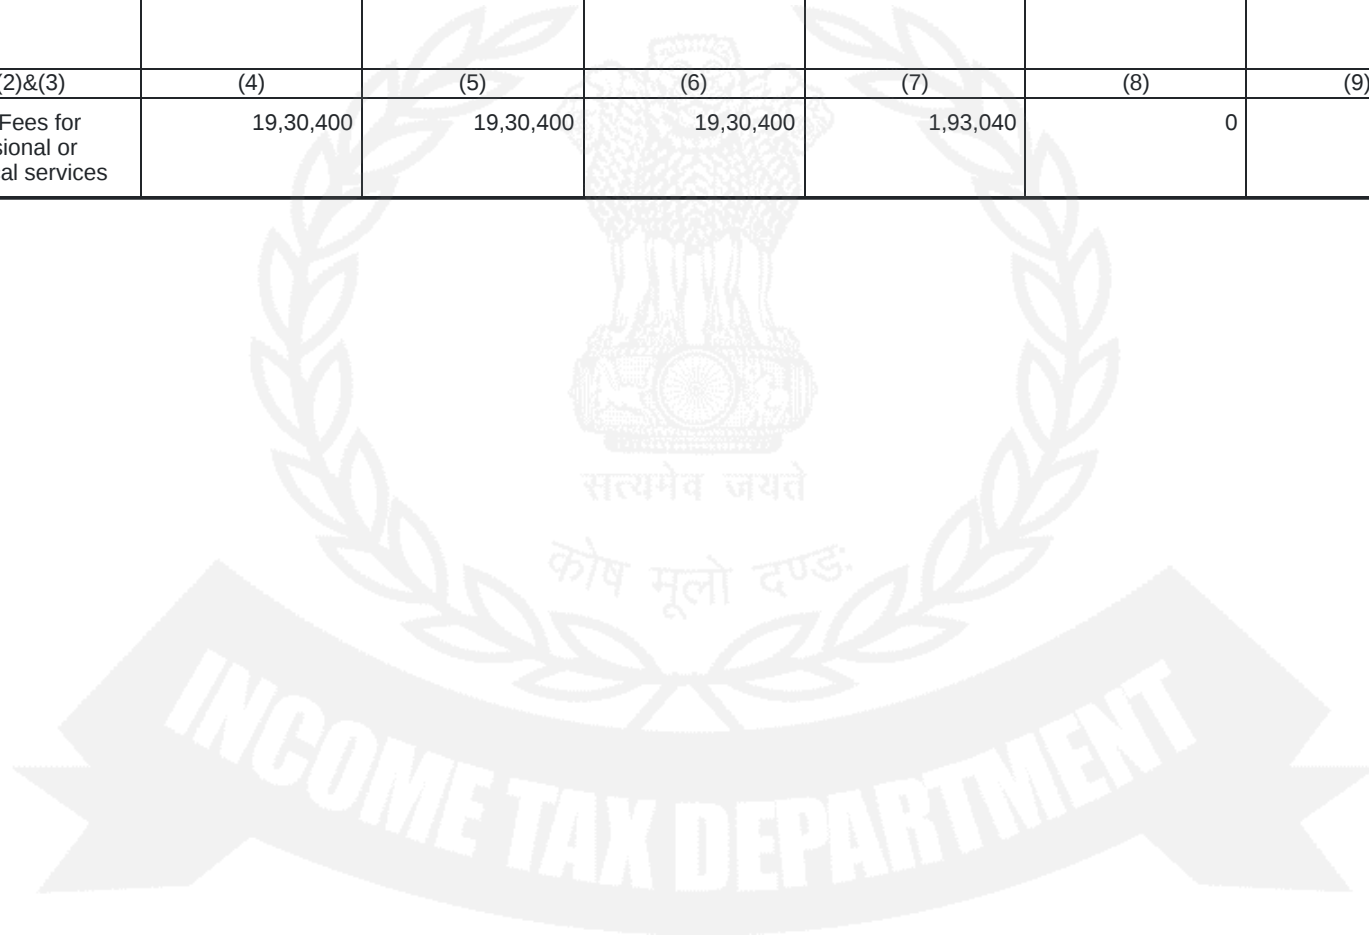 (2)&(3) (4) (5) (6) (7) (8) (9)
Fees for 19,30,400 19,30,400 19,30,400 1,93,040 0
sional or
al services
सत्यमेव जयते
कोष मूलो दण्डः
INCOME TAX DEPARTMENT